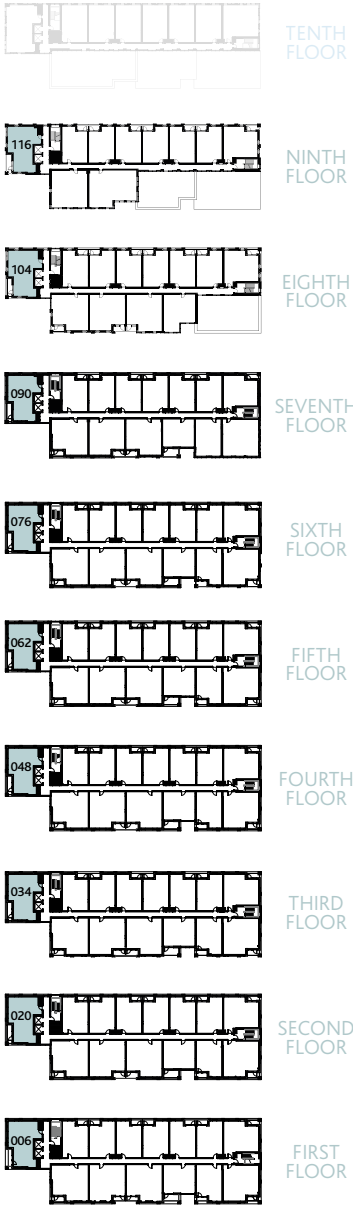 TENTH
FLOOR
116
NINTH
FLOOR
104
EIGHTH
FLOOR
090
SEVENTH
FLOOR
076
SIXTH
FLOOR
062
FIFTH
FLOOR
048
FOURTH
FLOOR
034
THIRD
FLOOR
020
SECOND
FLOOR
006
FIRST
FLOOR